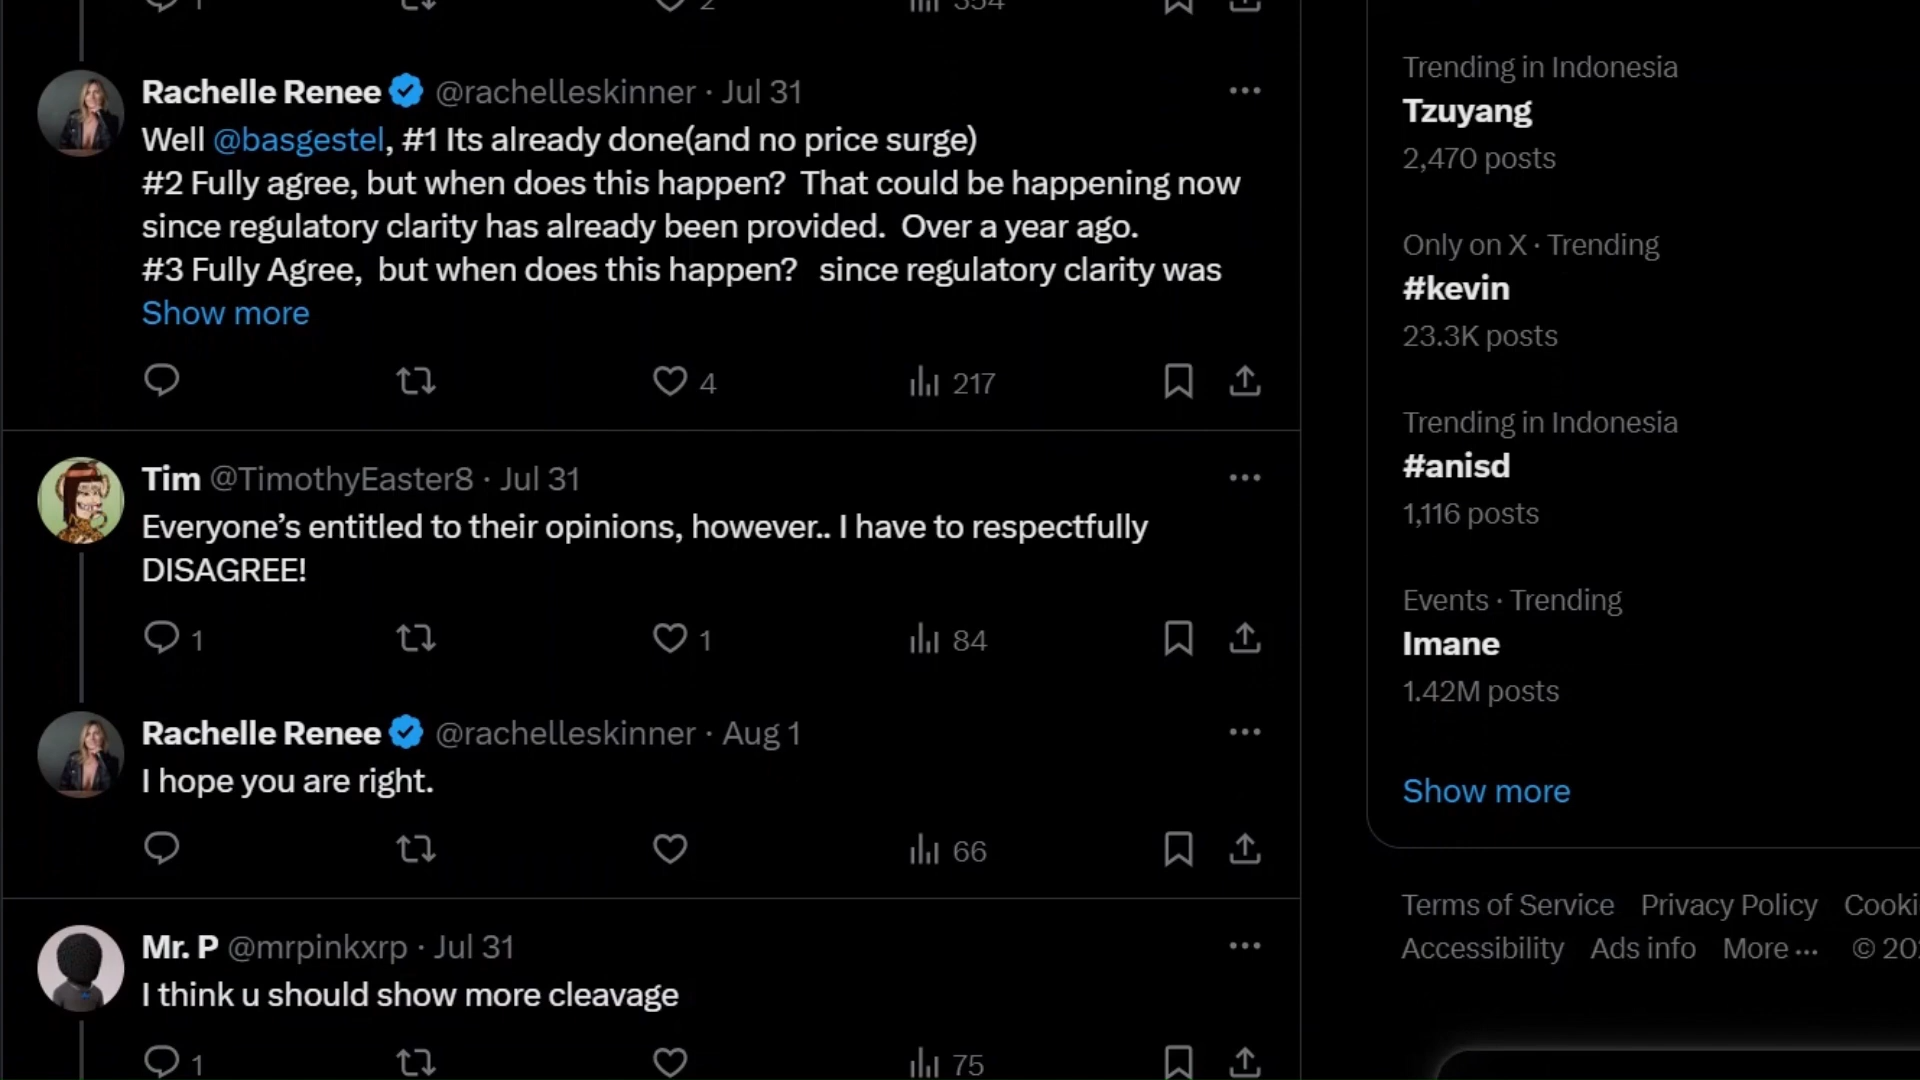 1 2 354
Rachelle Renee @rachelleskinner · Jul 31
Well @basgestel, #1 Its already done(and no price surge)
#2 Fully agree, but when does this happen?  That could be happening now
since regulatory clarity has already been provided.  Over a year ago.
#3 Fully Agree,  but when does this happen?   since regulatory clarity was
Show more
4 217
Tim @TimothyEaster8 · Jul 31
Everyone’s entitled to their opinions, however.. I have to respectfully
DISAGREE!
1 1 84
Rachelle Renee @rachelleskinner · Aug 1
I hope you are right.
66
Mr. P @mrpinkxrp · Jul 31
I think u should show more cleavage
1 75
Trending in Indonesia
Tzuyang
2,470 posts
Only on X · Trending
#kevin
23.3K posts
Trending in Indonesia
#anisd
1,116 posts
Events · Trending
Imane
1.42M posts
Show more
Terms of Service Privacy Policy Cooki
Accessibility Ads info More ··· © 20